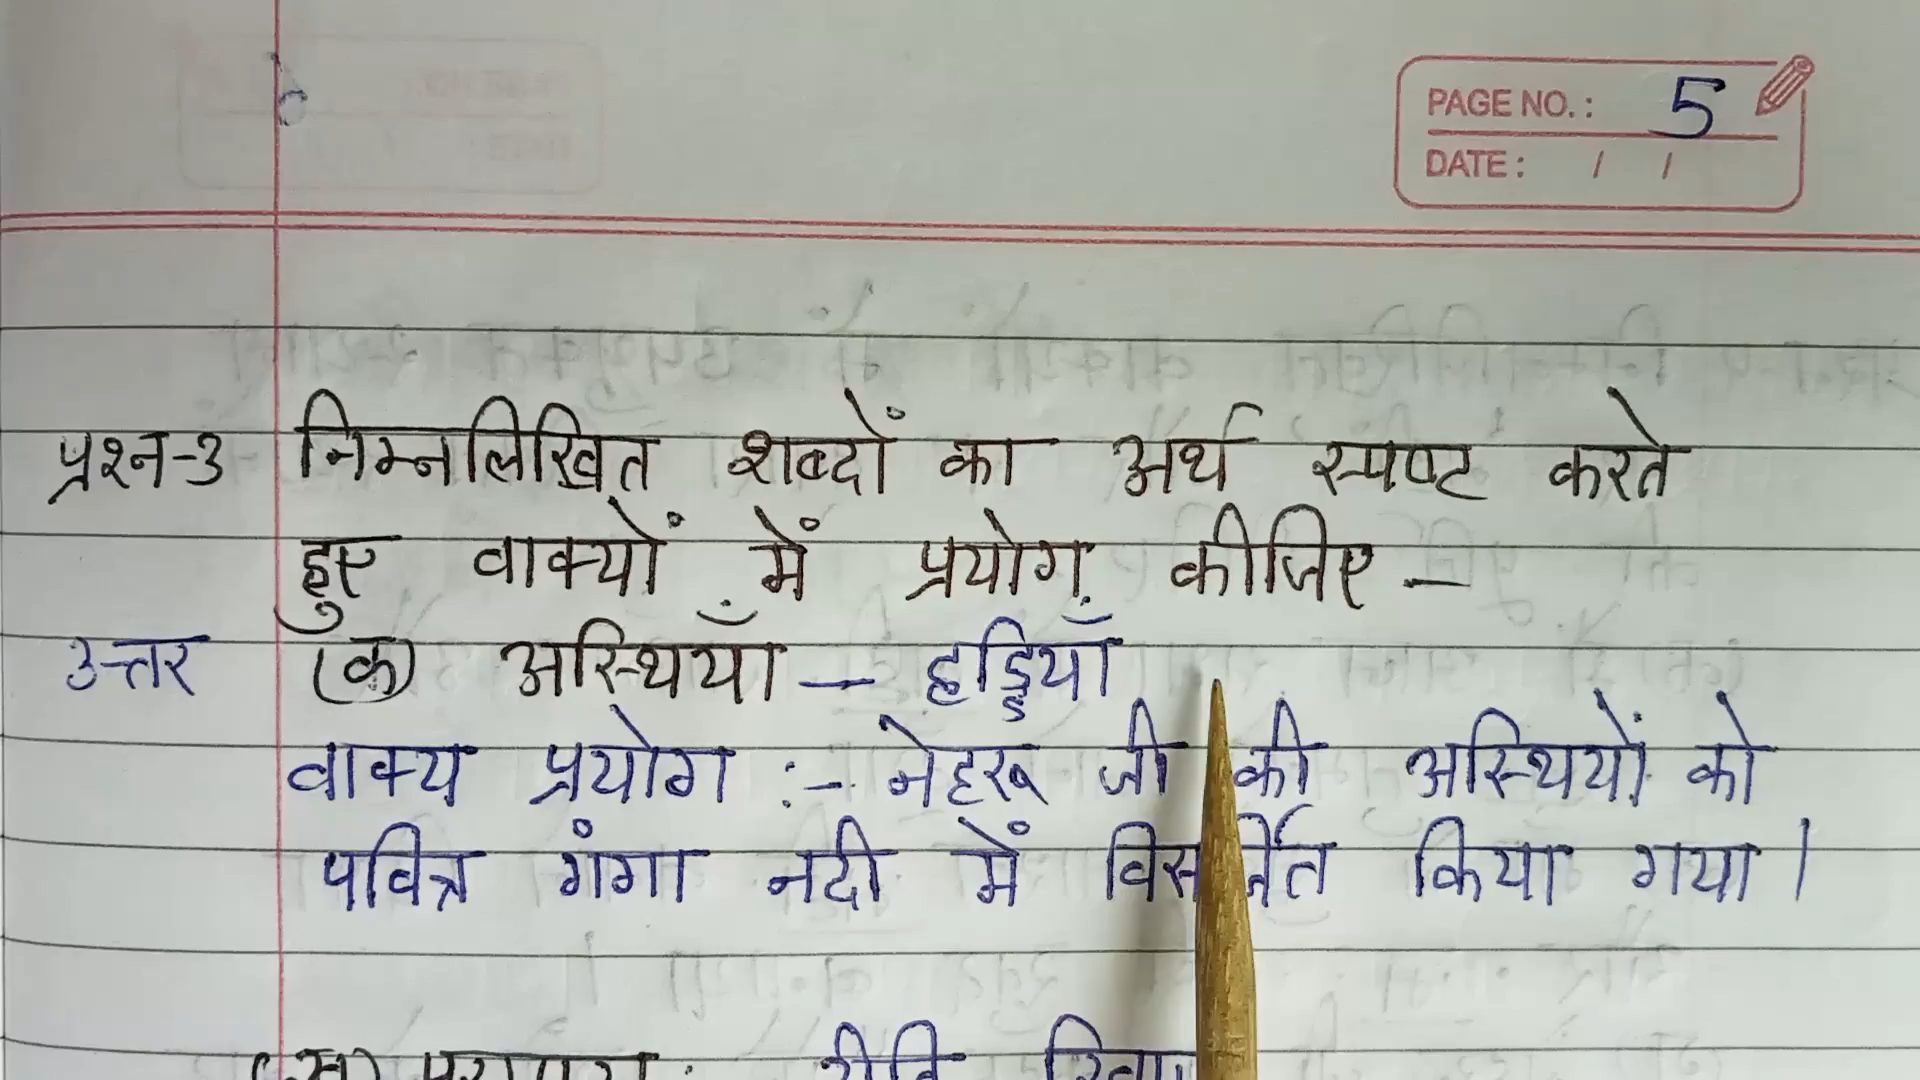 PAGE NO.: 5
DATE: / /
प्रश्न-3 निम्नलिखित शब्दों का अर्थ स्पष्ट करते
हुए वाक्यों में प्रयोग कीजिए -
उत्तर (क) अस्थियाँ - हड्डियाँ
वाक्य प्रयोग :- नेहरू जी की अस्थियों को
पवित्र गंगा नदी में विसर्जित किया गया।
(ख)